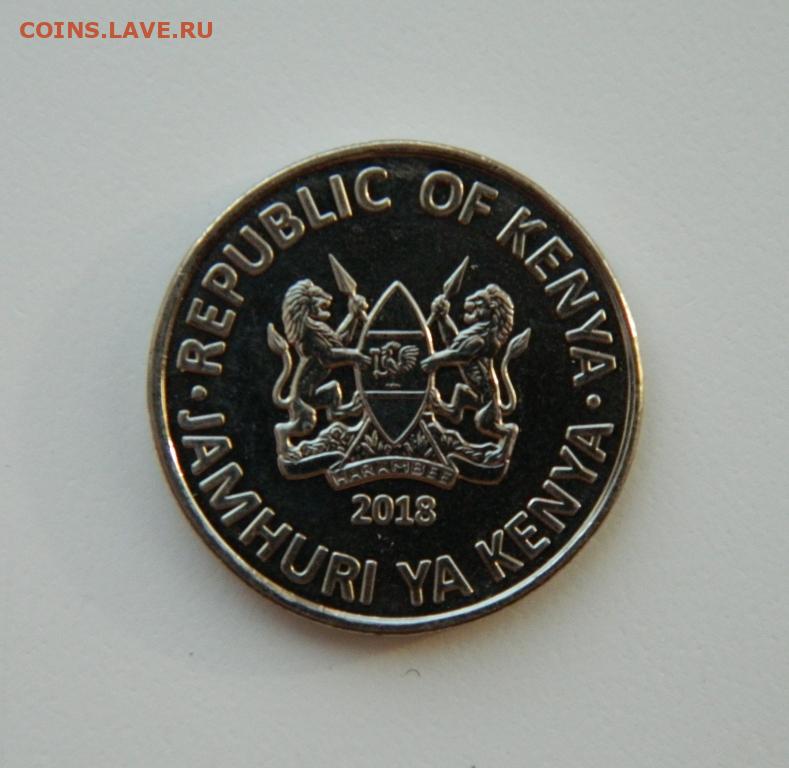 COINS.LAVE.RU
REPUBLIC OF KENYA
HARAMBEE
2018
JAMHURI YA KENYA